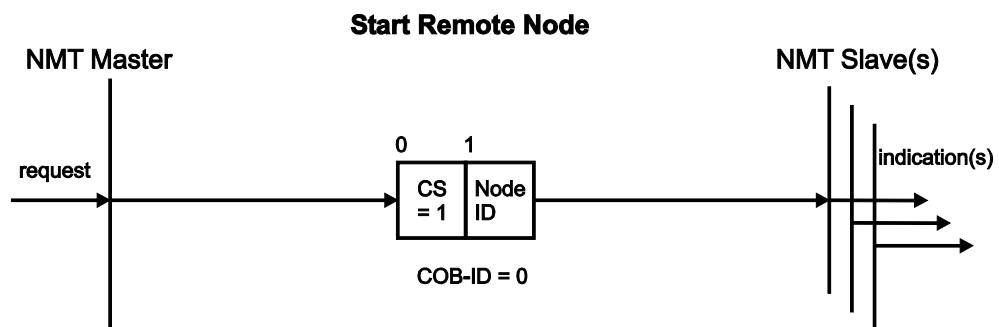 Start Remote Node
NMT Master
NMT Slave(s)
0 1
request
indication(s)
CS Node
= 1 ID
COB-ID = 0